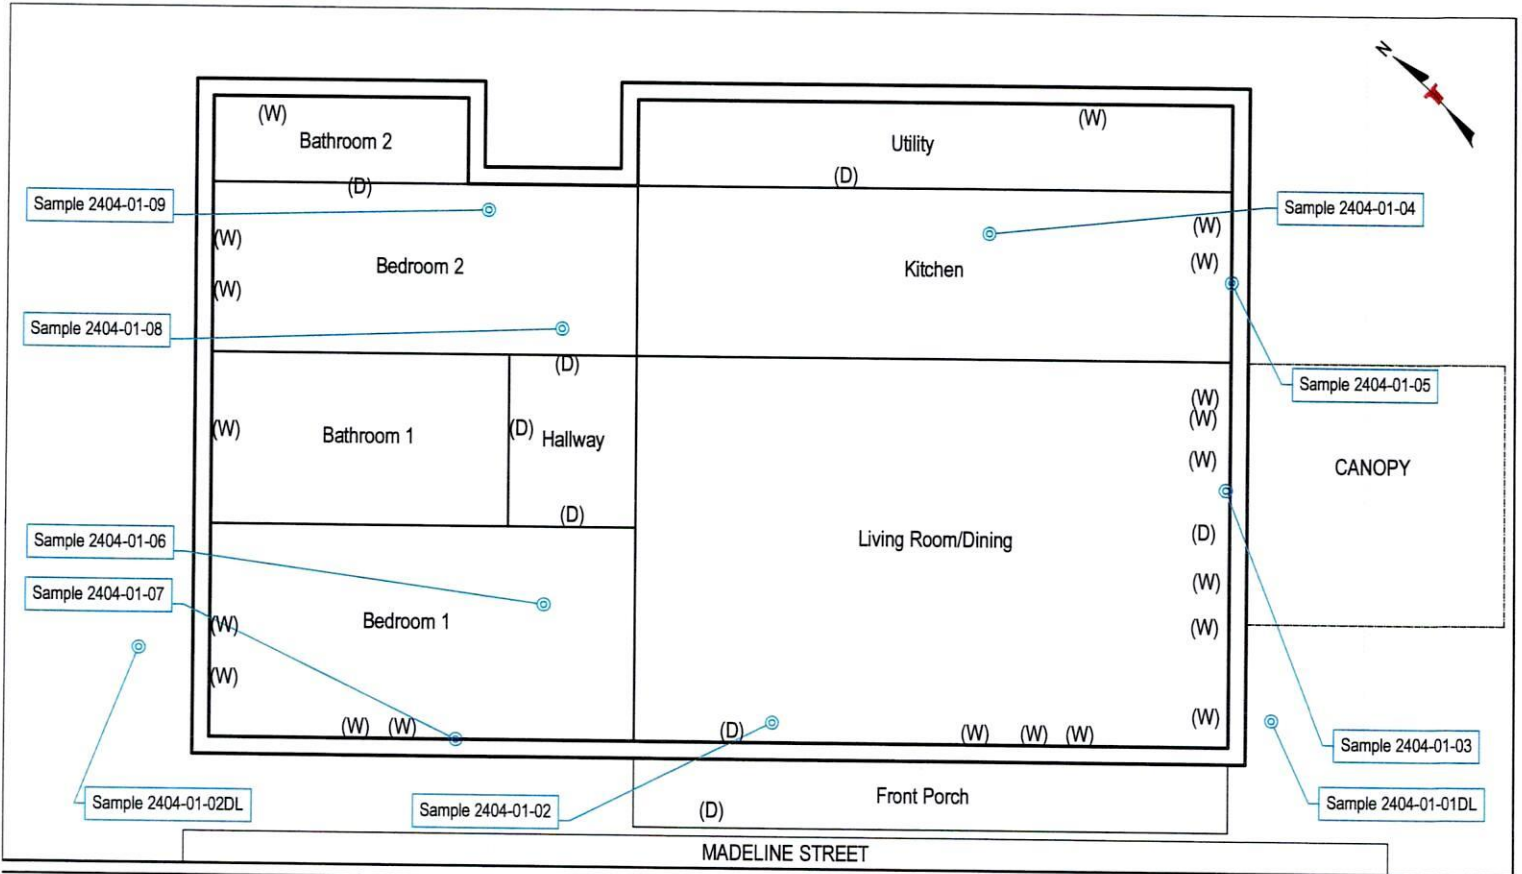 N
(W)
(W)
Bathroom 2
Utility
(D)
(D)
Sample 2404-01-09
Sample 2404-01-04
(W)
(W)
(W)
Bedroom 2
Kitchen
(W)
Sample 2404-01-08
(D)
Sample 2404-01-05
(W)
(W)
(W)
Bathroom 1
(D)
Hallway
(W)
CANOPY
(D)
Sample 2404-01-06
Living Room/Dining
(D)
(W)
Sample 2404-01-07
Bedroom 1
(W)
(W)
(W)
(W)
(W)
(W)
(D)
(W)
(W)
(W)
Sample 2404-01-03
Sample 2404-01-02DL
Sample 2404-01-02
(D)
Front Porch
Sample 2404-01-01DL
MADELINE STREET